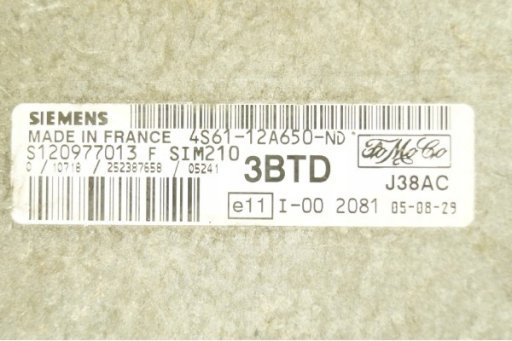 SIEMENS
MADE IN FRANCE 4S61-12A650-ND
S120977013 F SIM210
0 / 10718 / 252387658 / 05241
3BTD
FoMoCo
J38AC
e11 I-00 2081 05-08-29